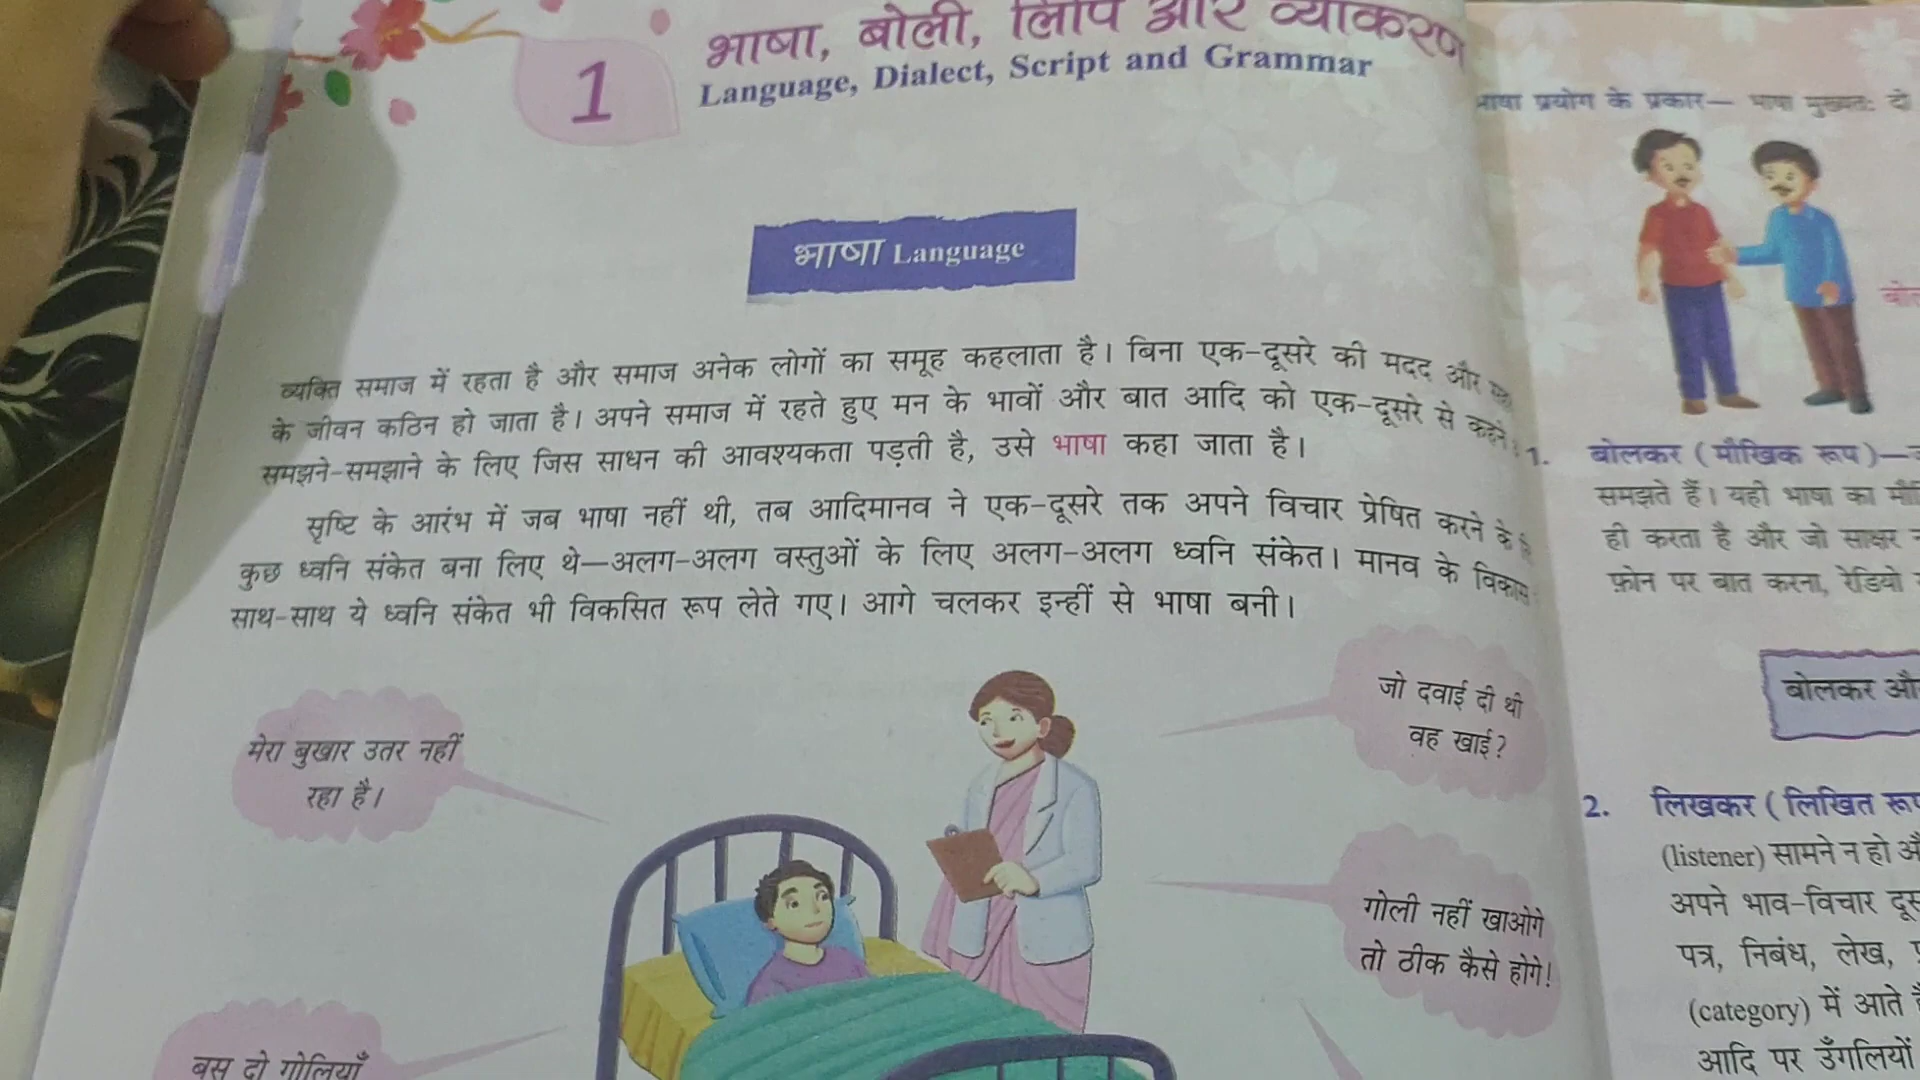 1
भाषा, बोली, लिपि और व्याकरण
Language, Dialect, Script and Grammar
भाषा Language
व्यक्ति समाज में रहता है और समाज अनेक लोगों का समूह कहलाता है। बिना एक-दूसरे की मदद और
के जीवन कठिन हो जाता है। अपने समाज में रहते हुए मन के भावों और बात आदि को एक-दूसरे से कहने
समझने-समझाने के लिए जिस साधन की आवश्यकता पड़ती है, उसे भाषा कहा जाता है।
सृष्टि के आरंभ में जब भाषा नहीं थी, तब आदिमानव ने एक-दूसरे तक अपने विचार प्रेषित करने के
कुछ ध्वनि संकेत बना लिए थे—अलग-अलग वस्तुओं के लिए अलग-अलग ध्वनि संकेत। मानव के विकास
साथ-साथ ये ध्वनि संकेत भी विकसित रूप लेते गए। आगे चलकर इन्हीं से भाषा बनी।
मेरा बुखार उतर नहीं
रहा है।
जो दवाई दी थी
वह खाई?
गोली नहीं खाओगे
तो ठीक कैसे होगे!
बस दो गोलियाँ
भाषा प्रयोग के प्रकार— भाषा मुख्यतः दो
1. बोलकर (मौखिक रूप)—
समझते हैं। यही भाषा का
ही करता है और जो साक्षर
फ़ोन पर बात करना, रेडियो
बोलकर
2. लिखकर (लिखित रूप
(listener) सामने न हो
अपने भाव-विचार
पत्र, निबंध, लेख,
(category) में आते
आदि पर उँगलियों